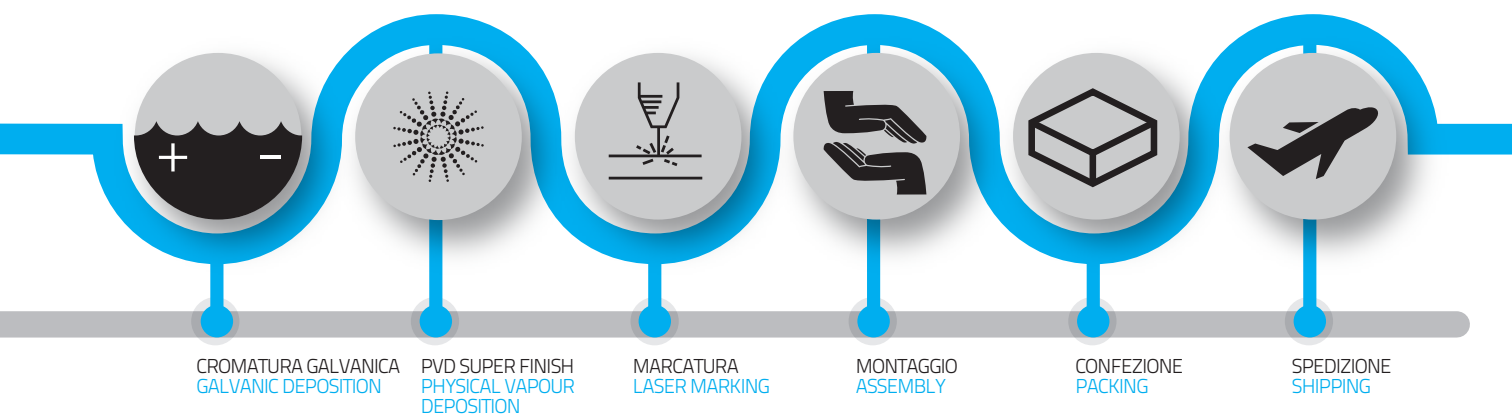 CROMATURA GALVANICA
GALVANIC DEPOSITION
PVD SUPER FINISH
PHYSICAL VAPOUR
DEPOSITION
MARCATURA
LASER MARKING
MONTAGGIO
ASSEMBLY
CONFEZIONE
PACKING
SPEDIZIONE
SHIPPING